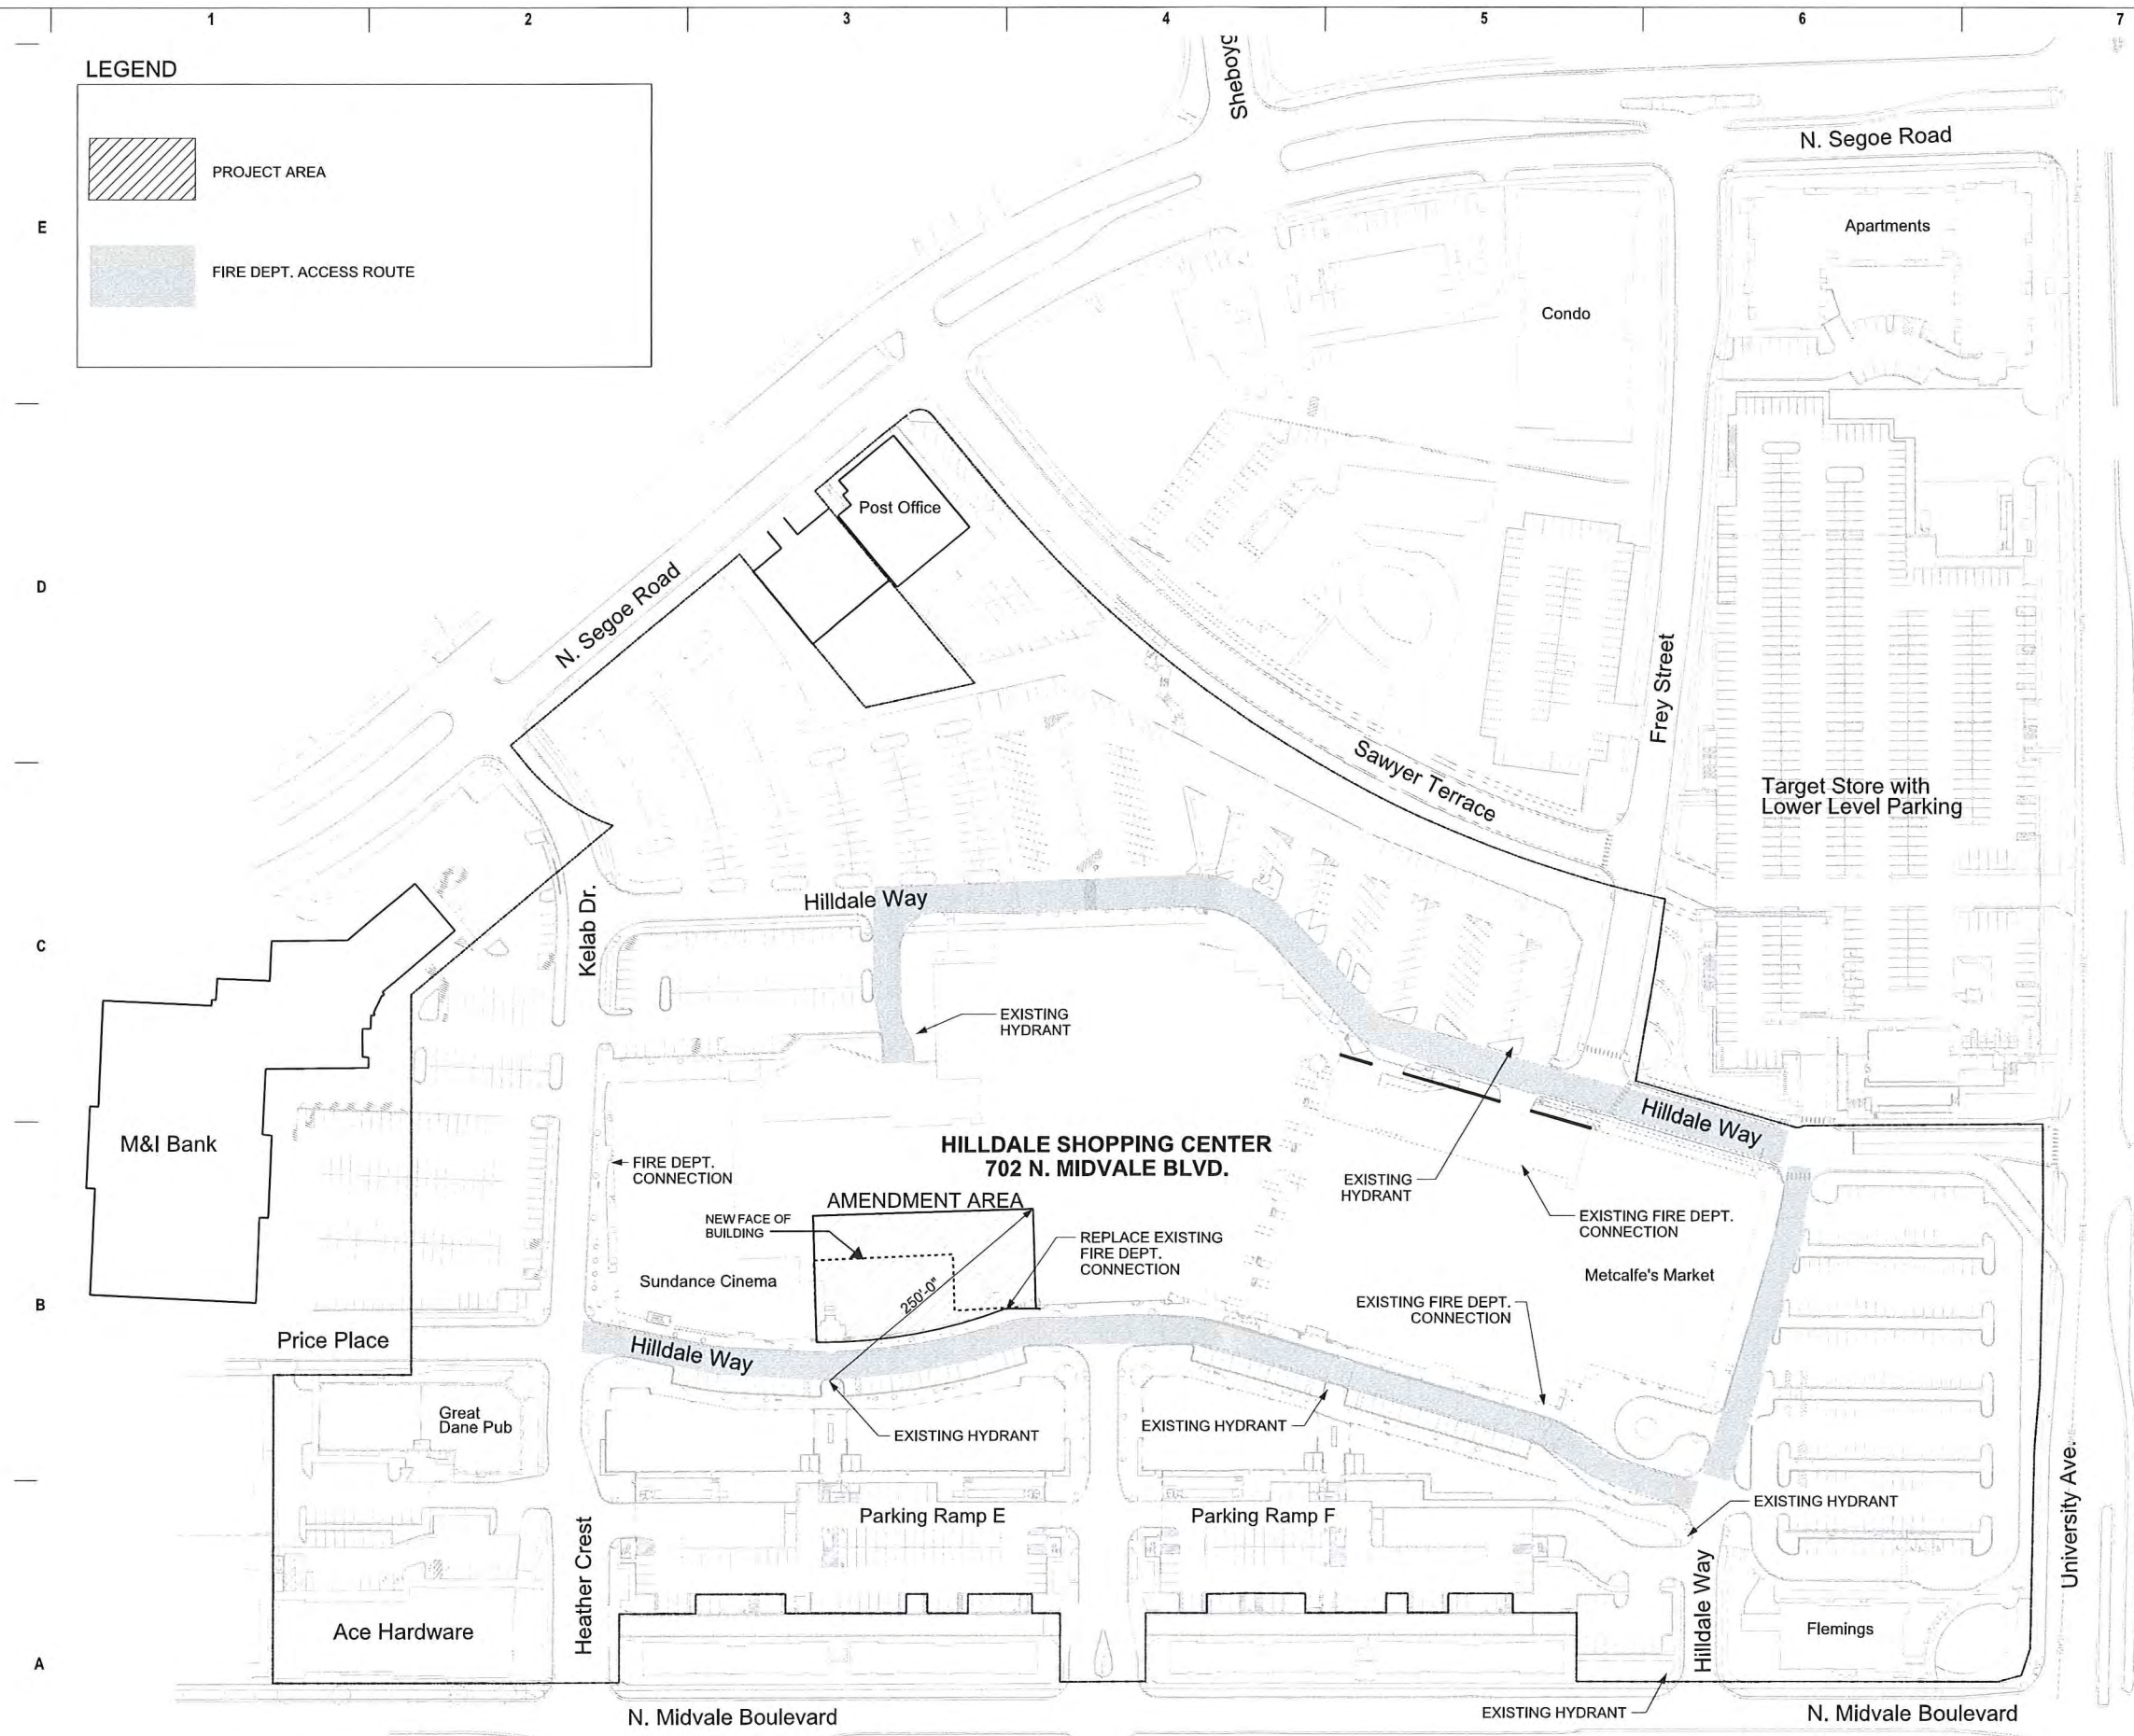 1
2
3
4
5
6
7
LEGEND
PROJECT AREA
FIRE DEPT. ACCESS ROUTE
Sheboyg
N. Segoe Road
E
Apartments
Condo
Post Office
D
N. Segoe Road
Frey Street
Sawyer Terrace
Target Store with
Lower Level Parking
Hilldale Way
Kelab Dr.
C
EXISTING
HYDRANT
Hilldale Way
M&I Bank
HILLDALE SHOPPING CENTER
702 N. MIDVALE BLVD.
FIRE DEPT.
CONNECTION
EXISTING
HYDRANT
AMENDMENT AREA
NEW FACE OF
BUILDING
REPLACE EXISTING
FIRE DEPT.
CONNECTION
EXISTING FIRE DEPT.
CONNECTION
Sundance Cinema
250'-0"
Metcalfe's Market
B
EXISTING FIRE DEPT.
CONNECTION
Price Place
Hilldale Way
Great
Dane Pub
EXISTING HYDRANT
EXISTING HYDRANT
University Ave.
EXISTING HYDRANT
Parking Ramp E
Parking Ramp F
Heather Crest
Hilldale Way
Ace Hardware
Flemings
A
EXISTING HYDRANT
N. Midvale Boulevard
N. Midvale Boulevard